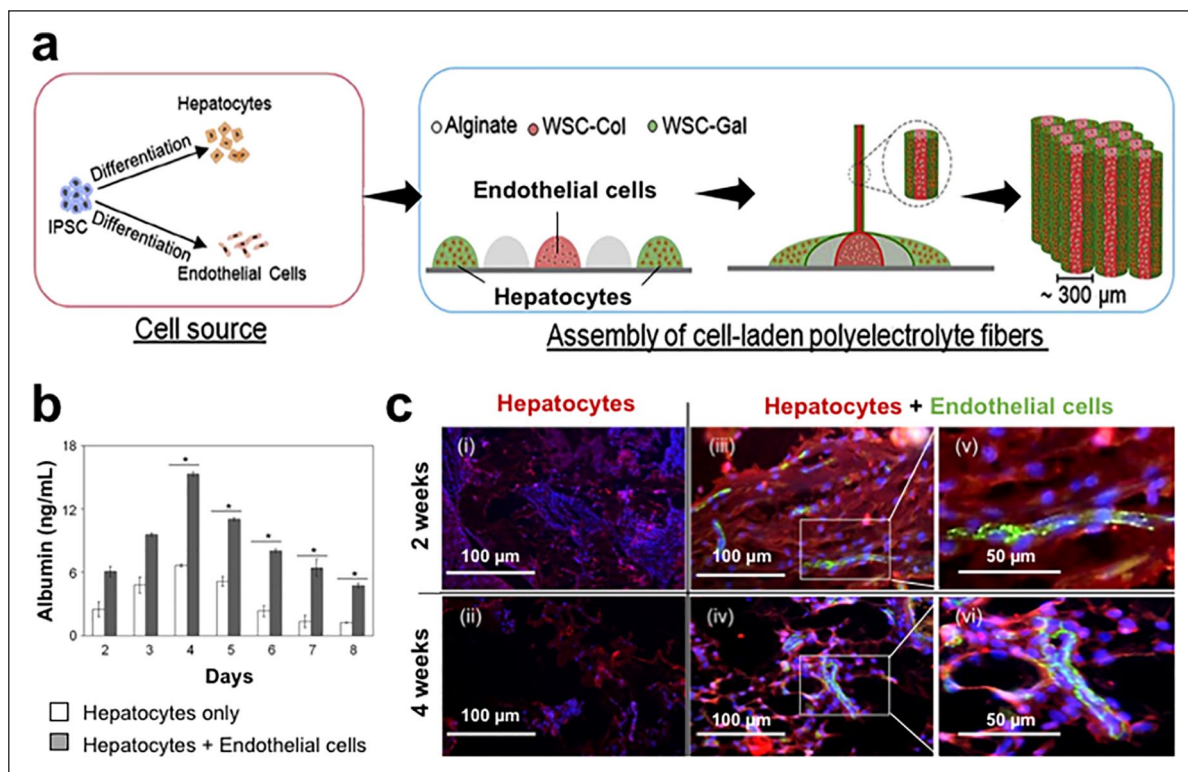 a
Hepatocytes
Differentiation
IPSC
Differentiation
Endothelial Cells
Cell source
Alginate WSC-Col WSC-Gal
Endothelial cells
Hepatocytes
~ 300 µm
Assembly of cell-laden polyelectrolyte fibers
b
Albumin (ng/mL)
18
12
6
0
* * * * *
2 3 4 5 6 7 8
Days
Hepatocytes only
Hepatocytes + Endothelial cells
c
Hepatocytes
Hepatocytes + Endothelial cells
2 weeks
(i) (iii) (v)
100 µm 100 µm 50 µm
4 weeks
(ii) (iv) (vi)
100 µm 100 µm 50 µm